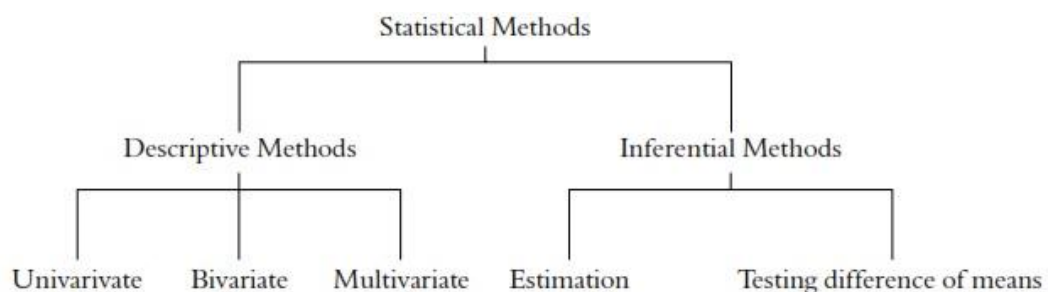 Statistical Methods
Descriptive Methods Inferential Methods
Univarivate Bivariate Multivariate Estimation Testing difference of means